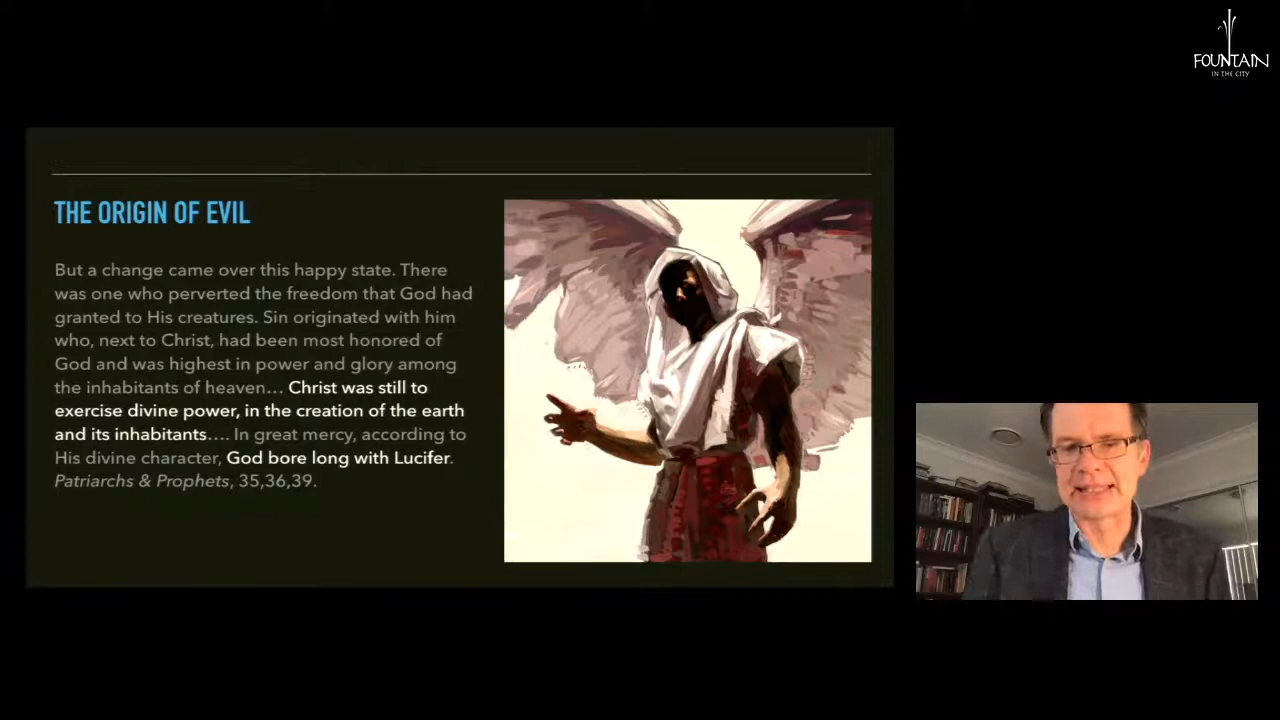 FOUNTAIN
IN THE CITY
THE ORIGIN OF EVIL
But a change came over this happy state. There
was one who perverted the freedom that God had
granted to His creatures. Sin originated with him
who, next to Christ, had been most honored of
God and was highest in power and glory among
the inhabitants of heaven… Christ was still to
exercise divine power, in the creation of the earth
and its inhabitants…. In great mercy, according to
His divine character, God bore long with Lucifer.
Patriarchs & Prophets, 35,36,39.